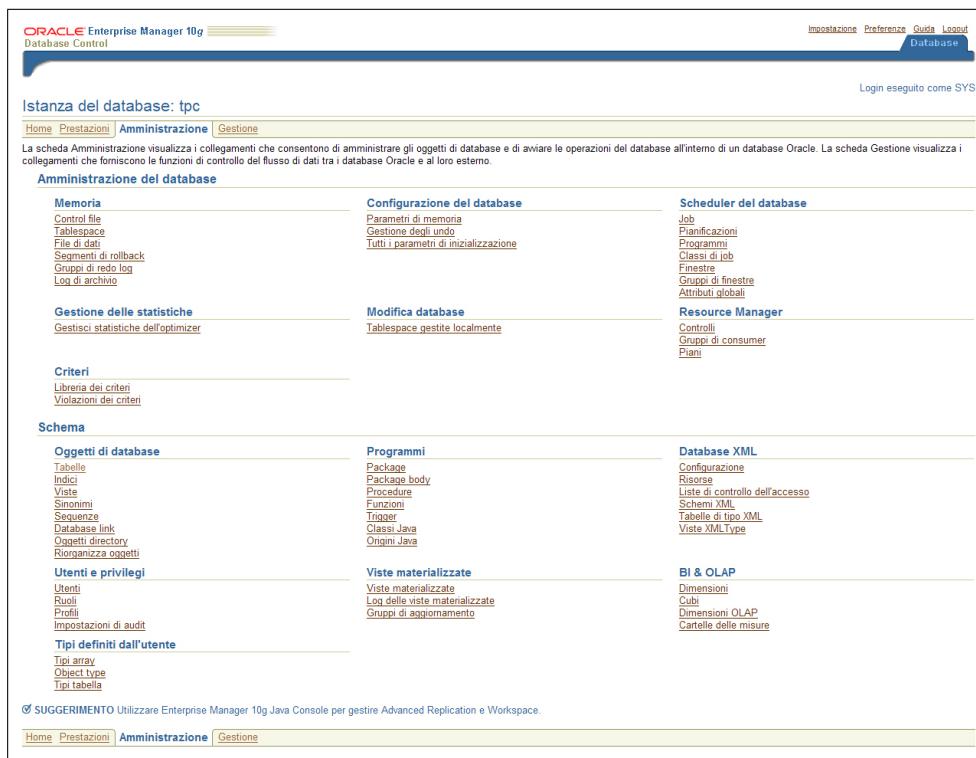 ORACLE Enterprise Manager 10g
Database Control
Impostazione Preferenze Guida Logout
Database
Login eseguito come SYS
Istanza del database: tpc
Home Prestazioni Amministrazione Gestione
La scheda Amministrazione visualizza i collegamenti che consentono di amministrare gli oggetti di database e di avviare le operazioni del database all'interno di un database Oracle. La scheda Gestione visualizza i
collegamenti che forniscono le funzioni di controllo del flusso di dati tra i database Oracle e al loro esterno.
Amministrazione del database
Memoria
Control file
Tablespace
File di dati
Segmenti di rollback
Gruppi di redo log
Log di archivio
Configurazione del database
Parametri di memoria
Gestione degli undo
Tutti i parametri di inizializzazione
Scheduler del database
Job
Pianificazioni
Programmi
Classi di job
Finestre
Gruppi di finestre
Attributi globali
Gestione delle statistiche
Gestisci statistiche dell'optimizer
Modifica database
Tablespace gestite localmente
Resource Manager
Controlli
Gruppi di consumer
Piani
Criteri
Libreria dei criteri
Violazioni dei criteri
Schema
Oggetti di database
Tabelle
Indici
Viste
Sinonimi
Sequenze
Database link
Oggetti directory
Riorganizza oggetti
Programmi
Package
Package body
Procedure
Funzioni
Trigger
Classi Java
Origini Java
Database XML
Configurazione
Risorse
Liste di controllo dell'accesso
Schemi XML
Tabelle di tipo XML
Viste XMLType
Utenti e privilegi
Utenti
Ruoli
Profili
Impostazioni di audit
Viste materializzate
Viste materializzate
Log delle viste materializzate
Gruppi di aggiornamento
BI & OLAP
Dimensioni
Cubi
Dimensioni OLAP
Cartelle delle misure
Tipi definiti dall'utente
Tipi array
Object type
Tipi tabella
SUGGERIMENTO Utilizzare Enterprise Manager 10g Java Console per gestire Advanced Replication e Workspace.
Home Prestazioni Amministrazione Gestione